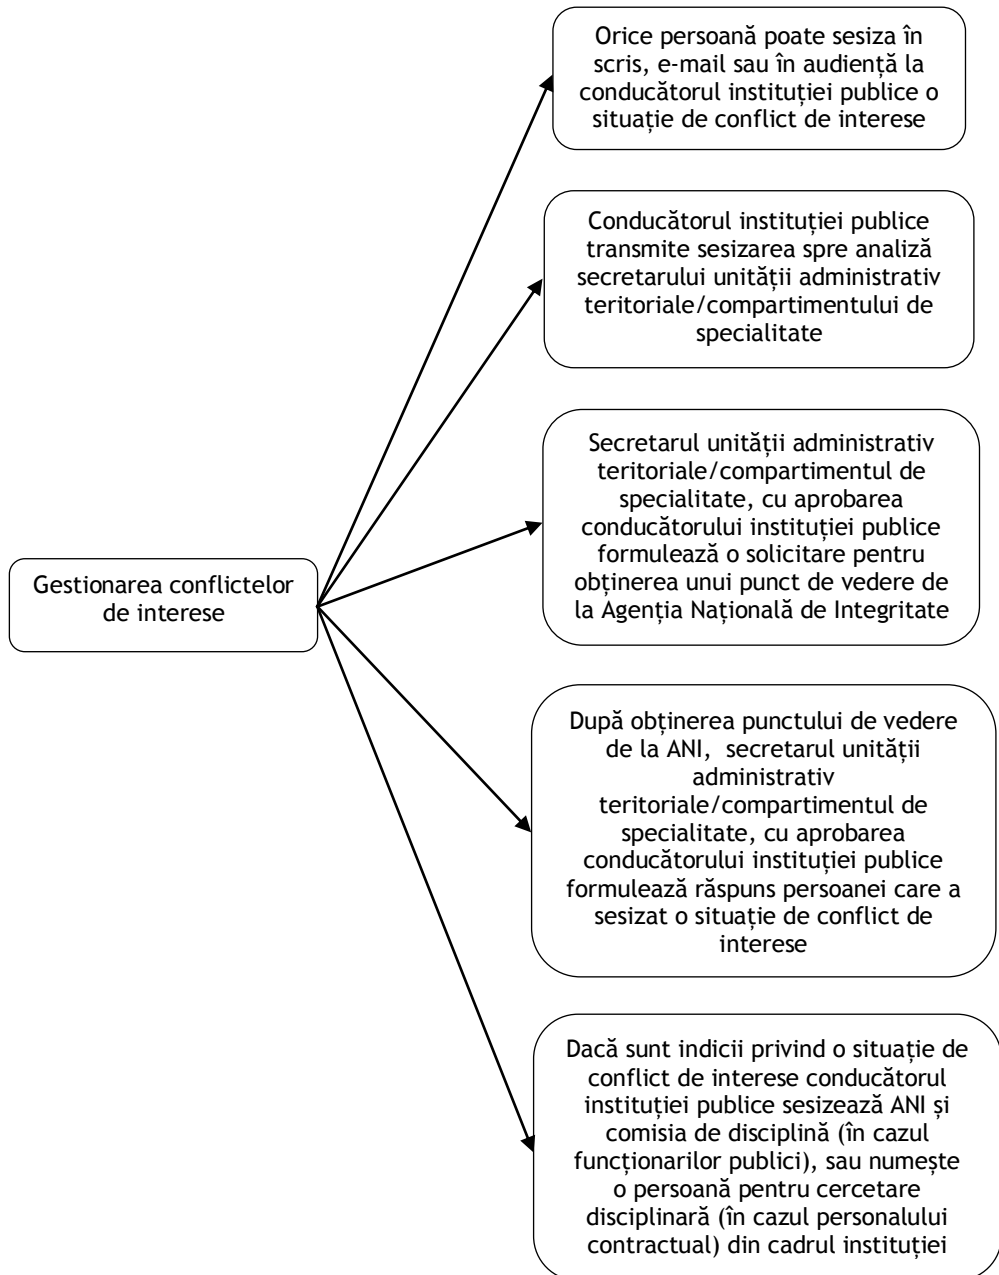 Orice persoană poate sesiza în
scris, e-mail sau în audiență la
conducătorul instituției publice o
situație de conflict de interese
Conducătorul instituției publice
transmite sesizarea spre analiză
secretarului unității administrativ
teritoriale/compartimentului de
specialitate
Secretarul unității administrativ
teritoriale/compartimentul de
specialitate, cu aprobarea
conducătorului instituției publice
formulează o solicitare pentru
obținerea unui punct de vedere de
la Agenția Națională de Integritate
Gestionarea conflictelor
de interese
După obținerea punctului de vedere
de la ANI, secretarul unității
administrativ
teritoriale/compartimentul de
specialitate, cu aprobarea
conducătorului instituției publice
formulează răspuns persoanei care a
sesizat o situație de conflict de
interese
Dacă sunt indicii privind o situație de
conflict de interese conducătorul
instituției publice sesizează ANI și
comisia de disciplină (în cazul
funcționarilor publici), sau numește
o persoană pentru cercetare
disciplinară (în cazul personalului
contractual) din cadrul instituției